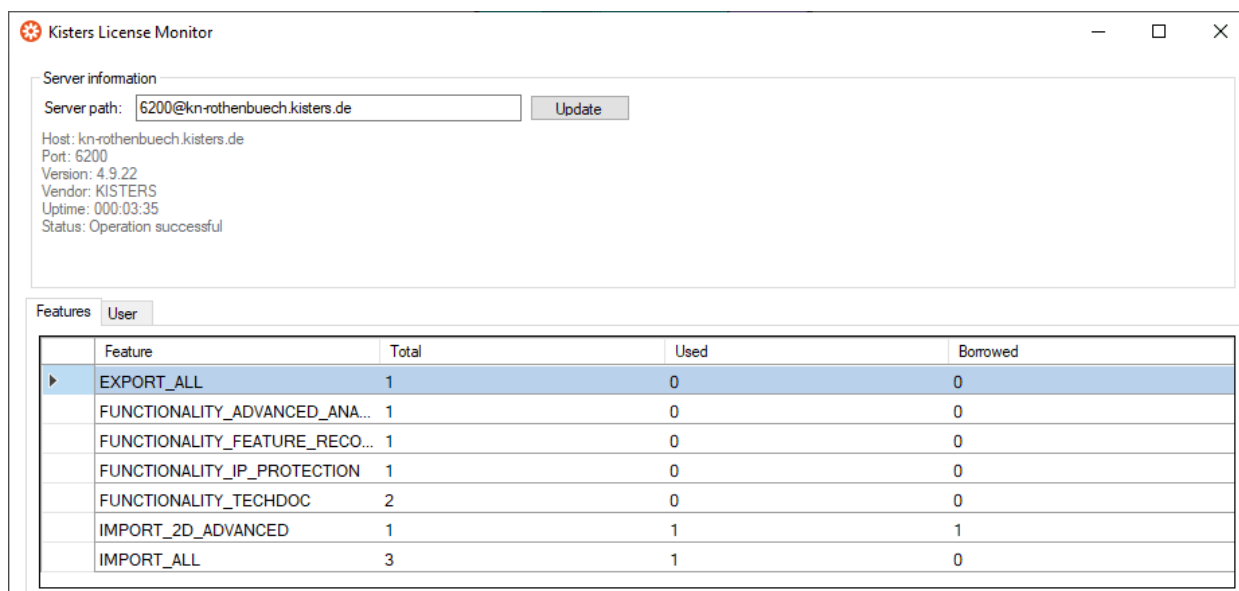 Kisters License Monitor
Server information
Server path: 6200@kn-rothenbuech.kisters.de Update
Host: kn-rothenbuech.kisters.de
Port: 6200
Version: 4.9.22
Vendor: KISTERS
Uptime: 000:03:35
Status: Operation successful
Features User
Feature Total Used Borrowed
EXPORT_ALL 1 0 0
FUNCTIONALITY_ADVANCED_ANA... 1 0 0
FUNCTIONALITY_FEATURE_RECO... 1 0 0
FUNCTIONALITY_IP_PROTECTION 1 0 0
FUNCTIONALITY_TECHDOC 2 0 0
IMPORT_2D_ADVANCED 1 1 1
IMPORT_ALL 3 1 0